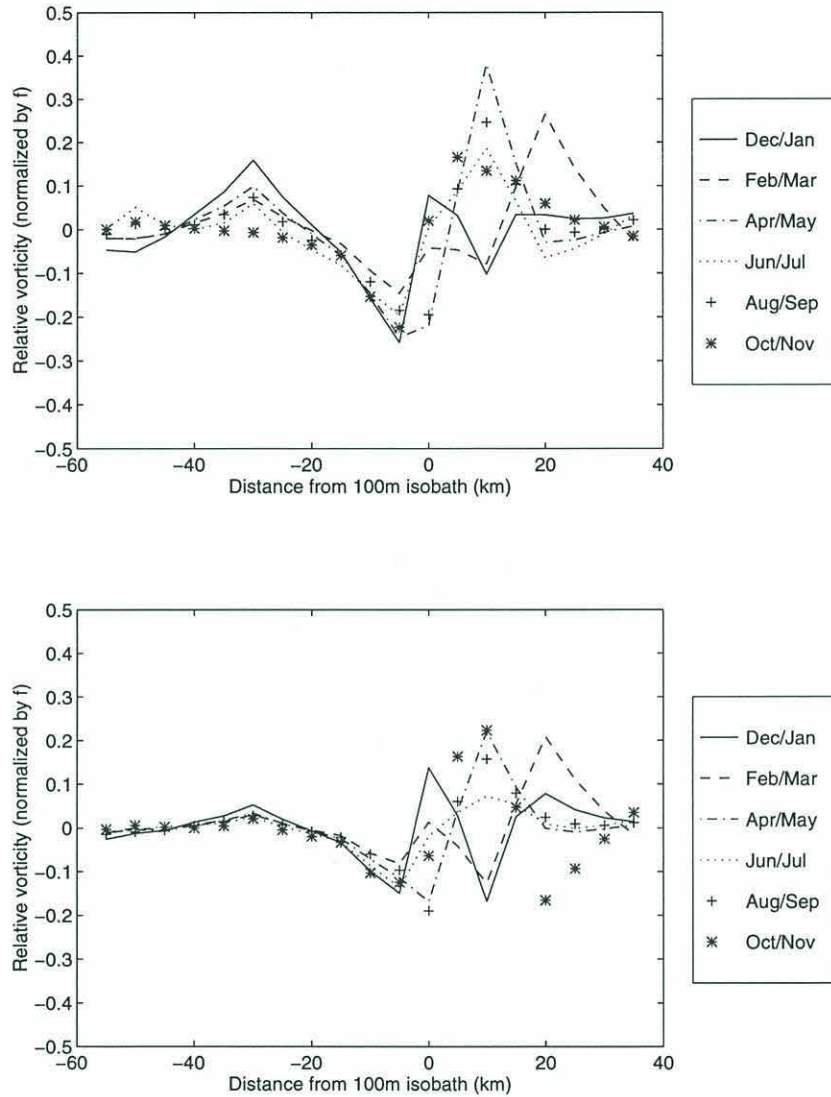 0.5
0.4
0.3
0.2
0.1
0
−0.1
−0.2
−0.3
−0.4
−0.5
Relative vorticity (normalized by f)
−60
−40
−20
0
20
40
Distance from 100m isobath (km)
Dec/Jan
Feb/Mar
Apr/May
Jun/Jul
Aug/Sep
Oct/Nov
0.5
0.4
0.3
0.2
0.1
0
−0.1
−0.2
−0.3
−0.4
−0.5
Relative vorticity (normalized by f)
−60
−40
−20
0
20
40
Distance from 100m isobath (km)
Dec/Jan
Feb/Mar
Apr/May
Jun/Jul
Aug/Sep
Oct/Nov